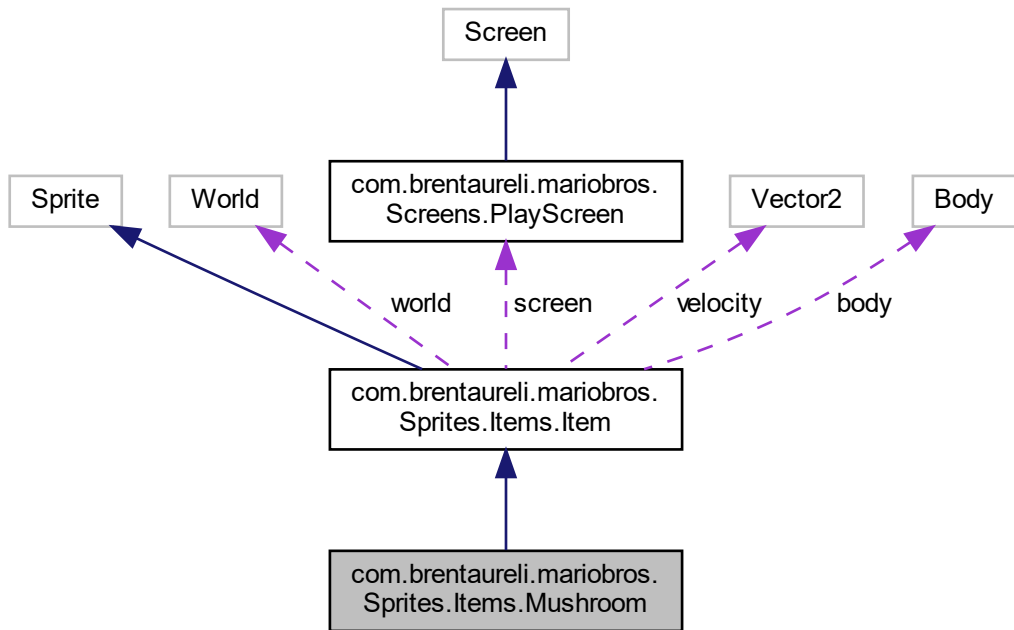 Screen
com.brentaureli.mariobros.
Screens.PlayScreen
Sprite
World
Vector2
Body
world
screen
velocity
body
com.brentaureli.mariobros.
Sprites.Items.Item
com.brentaureli.mariobros.
Sprites.Items.Mushroom